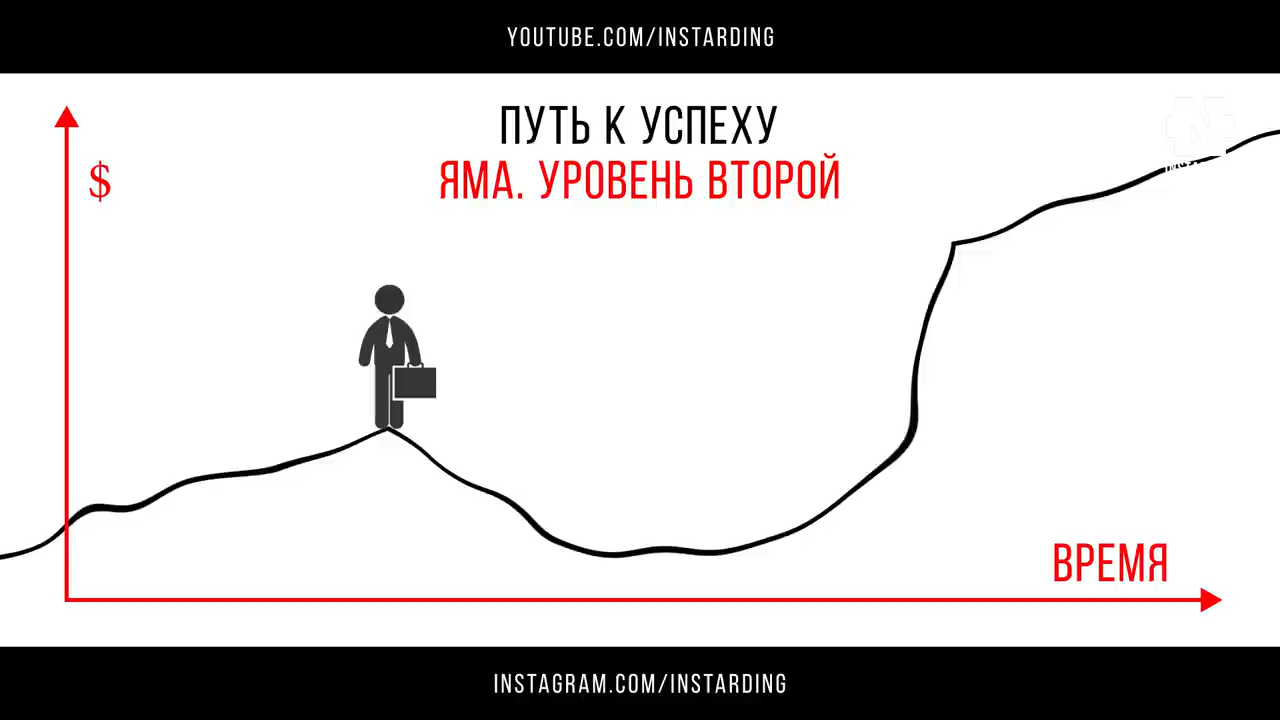 YOUTUBE.COM/INSTARDING
ПУТЬ К УСПЕХУ
ЯМА. УРОВЕНЬ ВТОРОЙ
$
ВРЕМЯ
INSTAGRAM.COM/INSTARDING